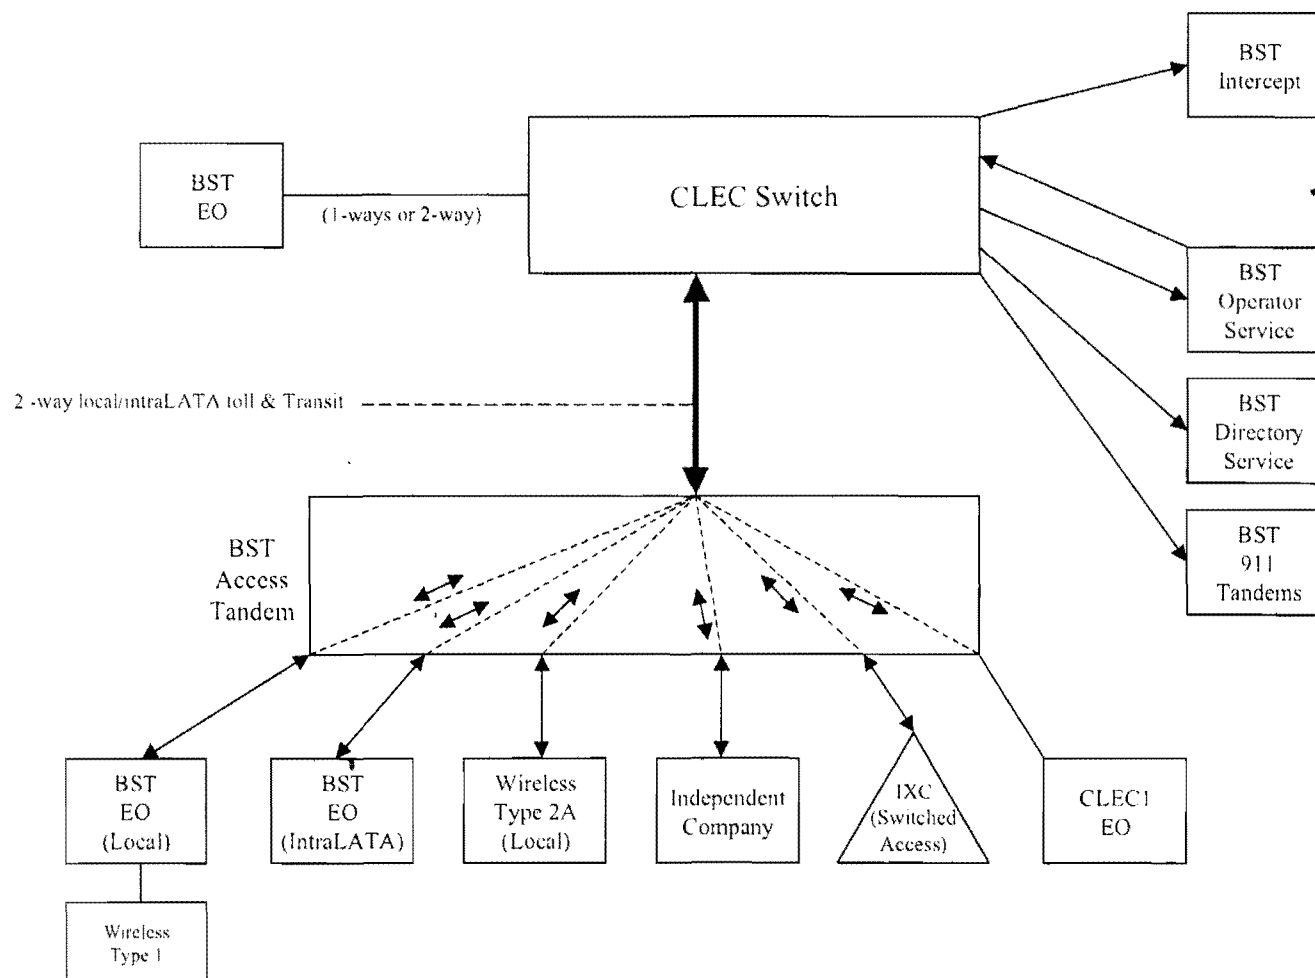 BST
Intercept
BST
EO
(1-ways or 2-way)
CLEC Switch
BST
Operator
Service
2 -way local/intraLATA toll & Transit
BST
Directory
Service
BST
911
Tandems
BST
Access
Tandem
BST
EO
(Local)
BST
EO
(IntraLATA)
Wireless
Type 2A
(Local)
Independent
Company
IXC
(Switched
Access)
CLEC1
EO
Wireless
Type 1